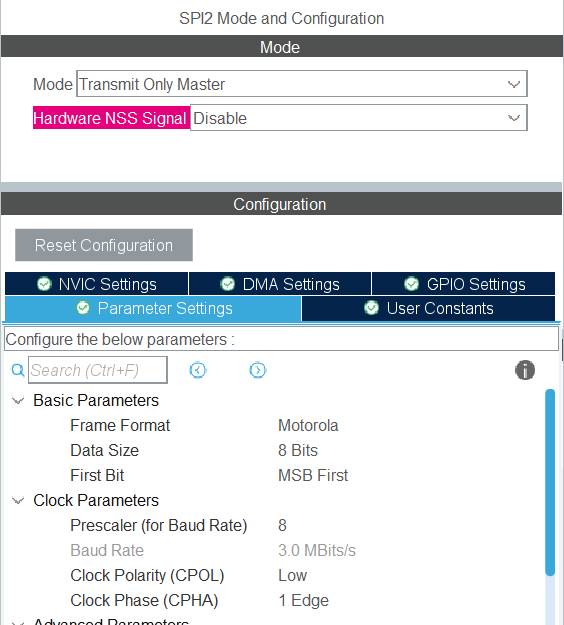 SPI2 Mode and Configuration
Mode
Mode Transmit Only Master
Hardware NSS Signal Disable
Configuration
Reset Configuration
NVIC Settings DMA Settings GPIO Settings
Parameter Settings User Constants
Configure the below parameters :
Search (Ctrl+F)
Basic Parameters
Frame Format Motorola
Data Size 8 Bits
First Bit MSB First
Clock Parameters
Prescaler (for Baud Rate) 8
Baud Rate 3.0 MBits/s
Clock Polarity (CPOL) Low
Clock Phase (CPHA) 1 Edge
Advanced Parameters